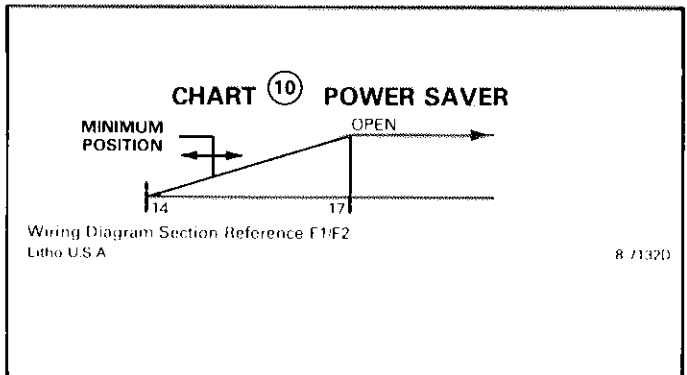 CHART 10 POWER SAVER
MINIMUM
POSITION
OPEN
14
17
Wiring Diagram Section Reference F1/F2
Litho U.S.A
8-7132D